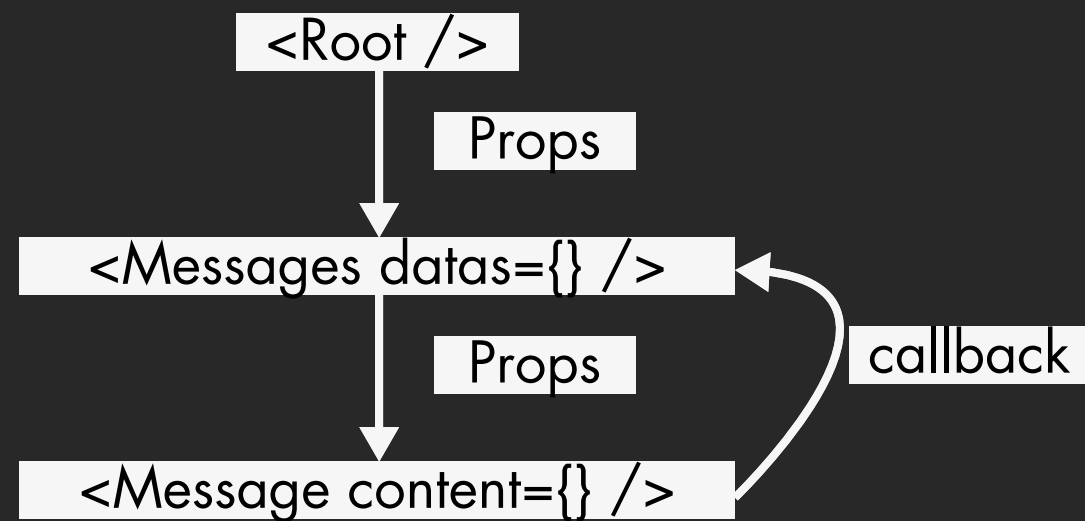 <Root />
Props
<Messages datas={} />
Props
callback
<Message content={} />